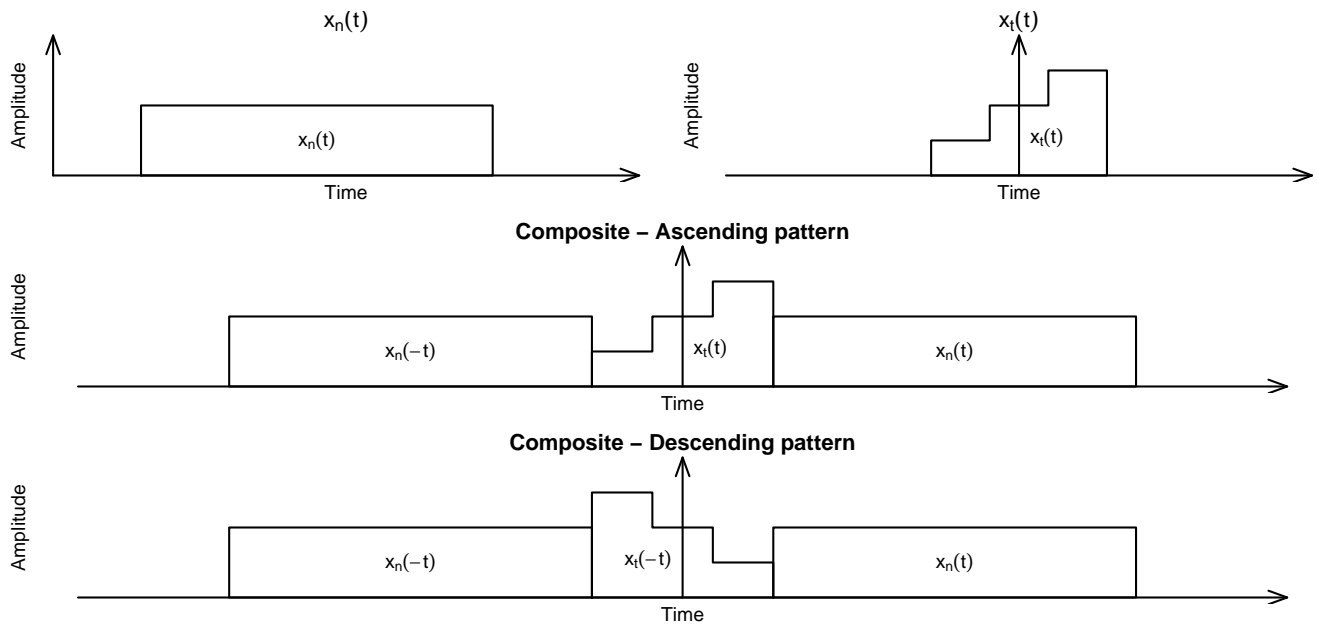 xₙ(t)
Amplitude
xₙ(t)
Time
xₜ(t)
Amplitude
xₜ(t)
Time
Composite – Ascending pattern
Amplitude
xₙ(−t)
xₜ(t)
xₙ(t)
Time
Composite – Descending pattern
Amplitude
xₙ(−t)
xₜ(−t)
xₙ(t)
Time